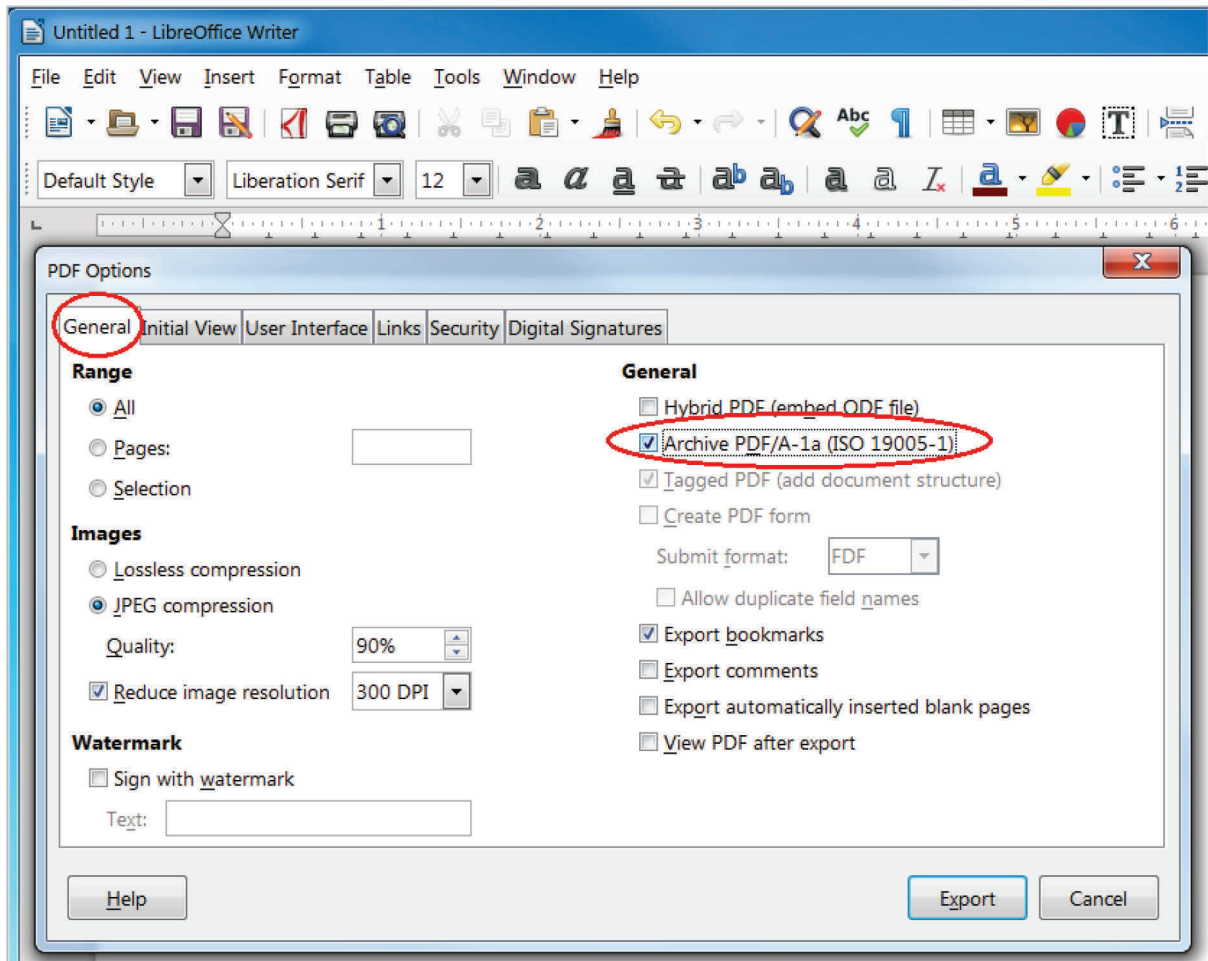 Untitled 1 - LibreOffice Writer
File Edit View Insert Format Table Tools Window Help
Abc T
Default Style Liberation Serif 12 a a a a ab ab a a I x a 1 2
1 2 3 4 5 6
PDF Options X
General Initial View User Interface Links Security Digital Signatures
Range
All
Pages:
Selection
Images
Lossless compression
JPEG compression
Quality: 90%
Reduce image resolution 300 DPI
Watermark
Sign with watermark
Text:
General
Hybrid PDF (embed ODF file)
Archive PDF/A-1a (ISO 19005-1)
Tagged PDF (add document structure)
Create PDF form
Submit format: FDF
Allow duplicate field names
Export bookmarks
Export comments
Export automatically inserted blank pages
View PDF after export
Help Export Cancel